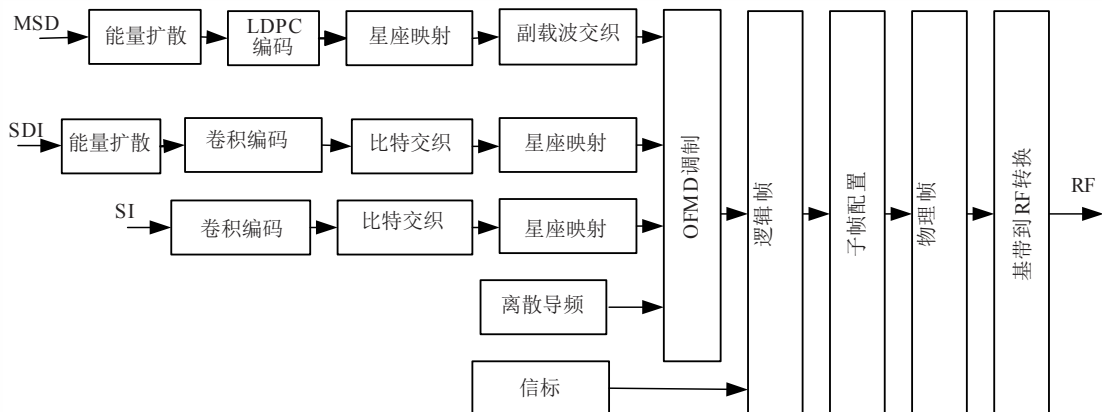 MSD
能量扩散
LDPC
编码
星座映射
副载波交织
SDI
能量扩散
卷积编码
比特交织
星座映射
SI
卷积编码
比特交织
星座映射
离散导频
信标
OFMD调制
逻辑帧
子帧配置
物理帧
基带到RF转换
RF